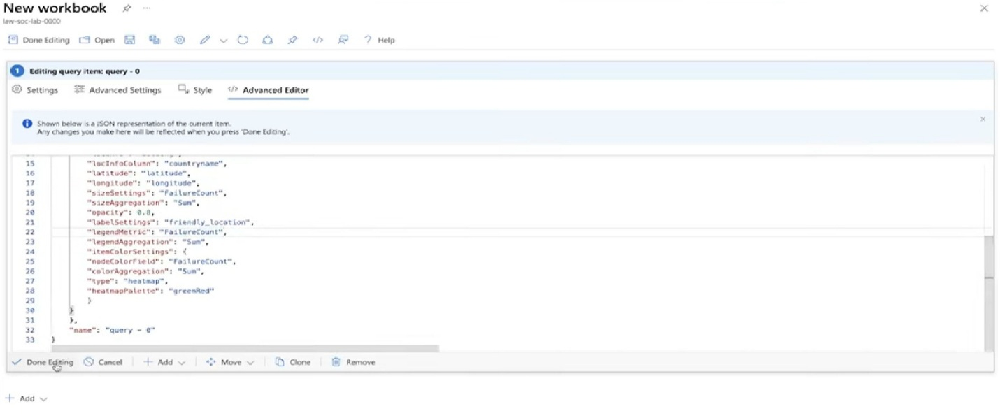 New workbook
law-soc-lab-0000
Done Editing Open Help
1 Editing query item: query - 0
Settings Advanced Settings Style </> Advanced Editor
Shown below is a JSON representation of the current item.
Any changes you make here will be reflected when you press 'Done Editing'.
15 "locInfoColumn": "countryname",
16 "latitude": "latitude",
17 "longitude": "longitude",
18 "sizeSettings": "FailureCount",
19 "sizeAggregation": "Sum",
20 "opacity": 0.8,
21 "labelSettings": "friendly_location",
22 "legendMetric": "FailureCount",
23 "legendAggregation": "Sum",
24 "itemColorSettings": {
25 "nodeColorField": "FailureCount",
26 "colorAggregation": "Sum",
27 "type": "heatmap",
28 "heatmapPalette": "greenRed"
29 }
30 }
31 },
32 "name": "query - 0"
33 }
Done Editing Cancel Add Move Clone Remove
Add